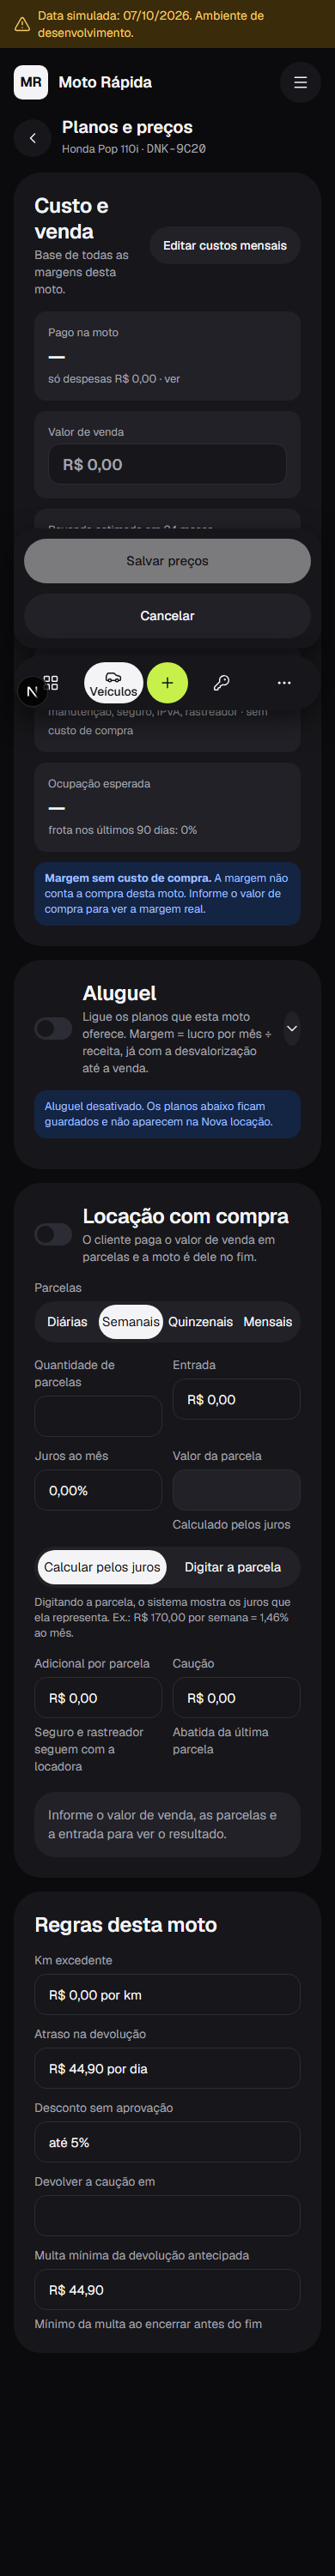 Data simulada: 07/10/2026. Ambiente de
desenvolvimento.
MR
Moto Rápida
Planos e preços
Honda Pop 110i · DNK-9C20
Custo e
venda
Base de todas as
margens desta
moto.
Editar custos mensais
Pago na moto
—
só despesas R$ 0,00 · ver
Valor de venda
R$ 0,00
Salvar preços
Cancelar
N
Veículos
manutenção, seguro, IPVA, rastreador · sem
custo de compra
Ocupação esperada
—
frota nos últimos 90 dias: 0%
Margem sem custo de compra. A margem não
conta a compra desta moto. Informe o valor de
compra para ver a margem real.
Aluguel
Ligue os planos que esta moto
oferece. Margem = lucro por mês ÷
receita, já com a desvalorização
até a venda.
Aluguel desativado. Os planos abaixo ficam
guardados e não aparecem na Nova locação.
Locação com compra
O cliente paga o valor de venda em
parcelas e a moto é dele no fim.
Parcelas
Diárias Semanais Quinzenais Mensais
Quantidade de
parcelas
Entrada
R$ 0,00
Juros ao mês
0,00%
Valor da parcela
Calculado pelos juros
Calcular pelos juros Digitar a parcela
Digitando a parcela, o sistema mostra os juros que
ela representa. Ex.: R$ 170,00 por semana = 1,46%
ao mês.
Adicional por parcela
R$ 0,00
Seguro e rastreador
seguem com a
locadora
Caução
R$ 0,00
Abatida da última
parcela
Informe o valor de venda, as parcelas e
a entrada para ver o resultado.
Regras desta moto
Km excedente
R$ 0,00 por km
Atraso na devolução
R$ 44,90 por dia
Desconto sem aprovação
até 5%
Devolver a caução em
Multa mínima da devolução antecipada
R$ 44,90
Mínimo da multa ao encerrar antes do fim